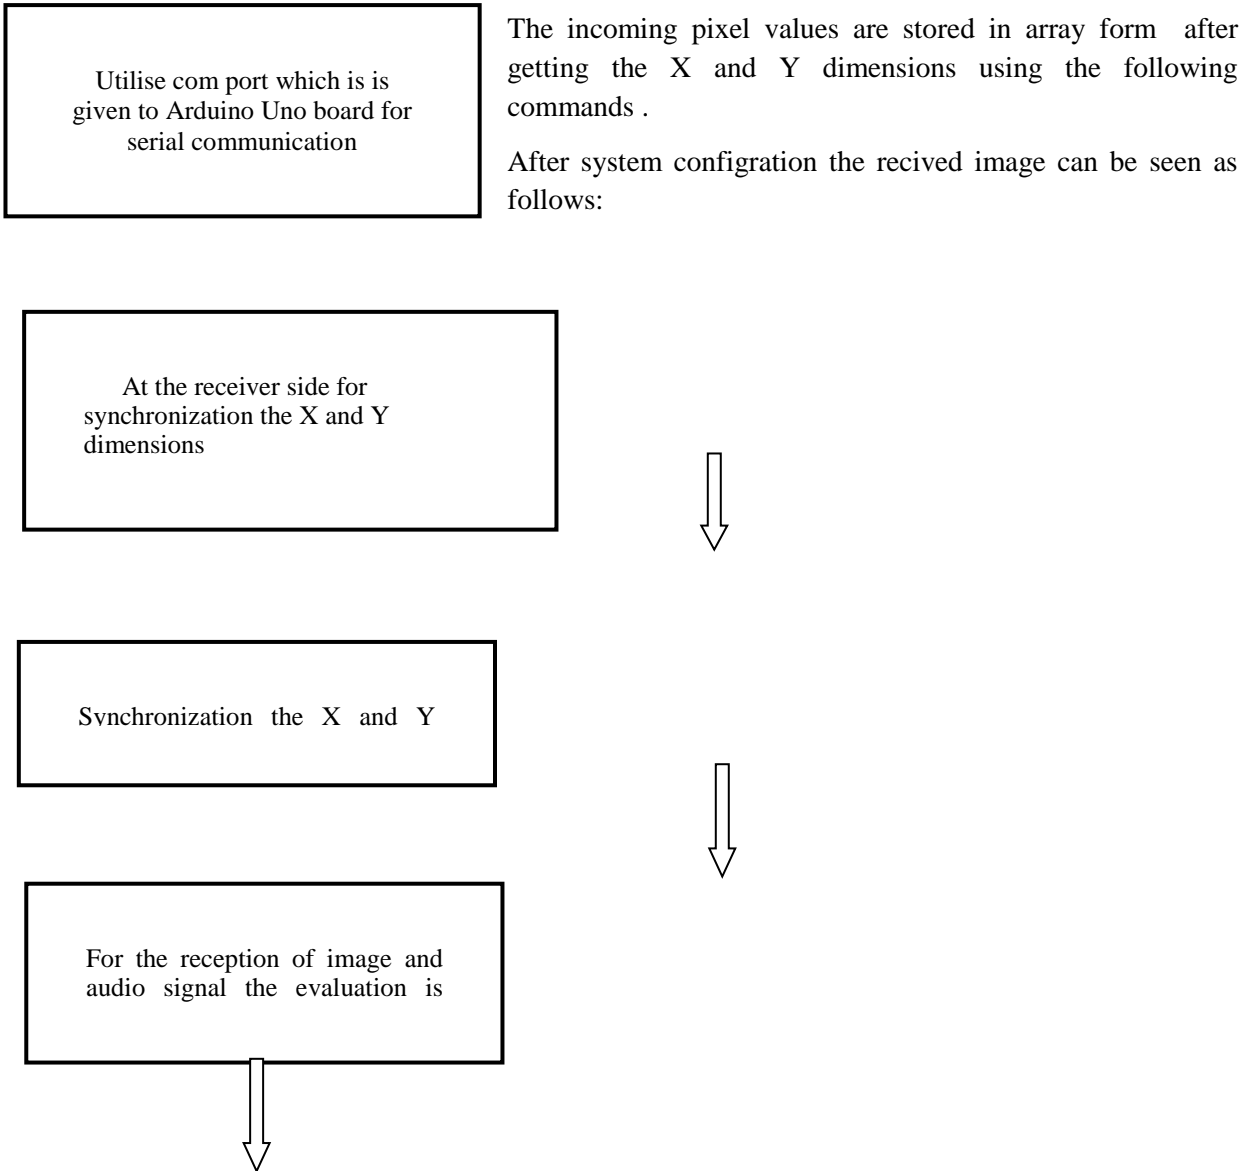 Utilise com port which is is
given to Arduino Uno board for
serial communication
The incoming pixel values are stored in array form after
getting the X and Y dimensions using the following
commands .
After system configration the recived image can be seen as
follows:
At the receiver side for
synchronization the X and Y
dimensions
Synchronization the X and Y
For the reception of image and
audio signal the evaluation is